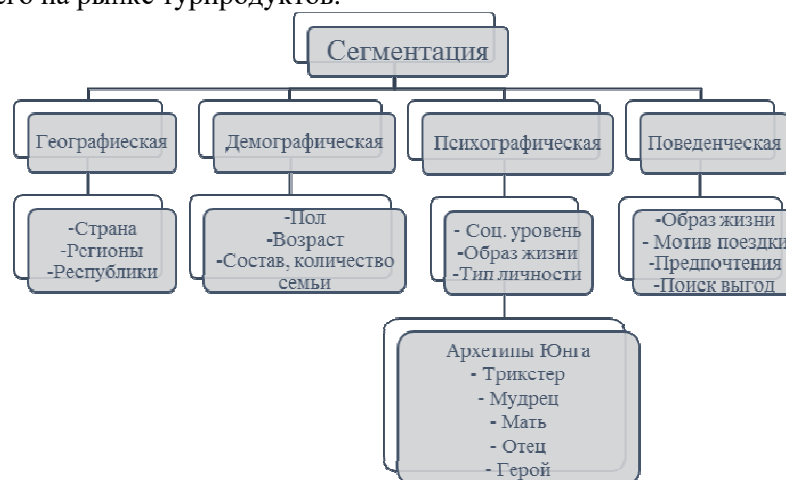 его на рынке турпродуктов.
Сегментация
Географиеская
Демографическая
Психографическая
Поведенческая
-Страна
-Регионы
-Республики
-Пол
-Возраст
-Состав, количество
семьи
- Соц. уровень
-Образ жизни
-Тип личности
-Образ жизни
- Мотив поездки
-Предпочтения
-Поиск выгод
Архетипы Юнга
- Трикстер
- Мудрец
- Мать
- Отец
- Герой